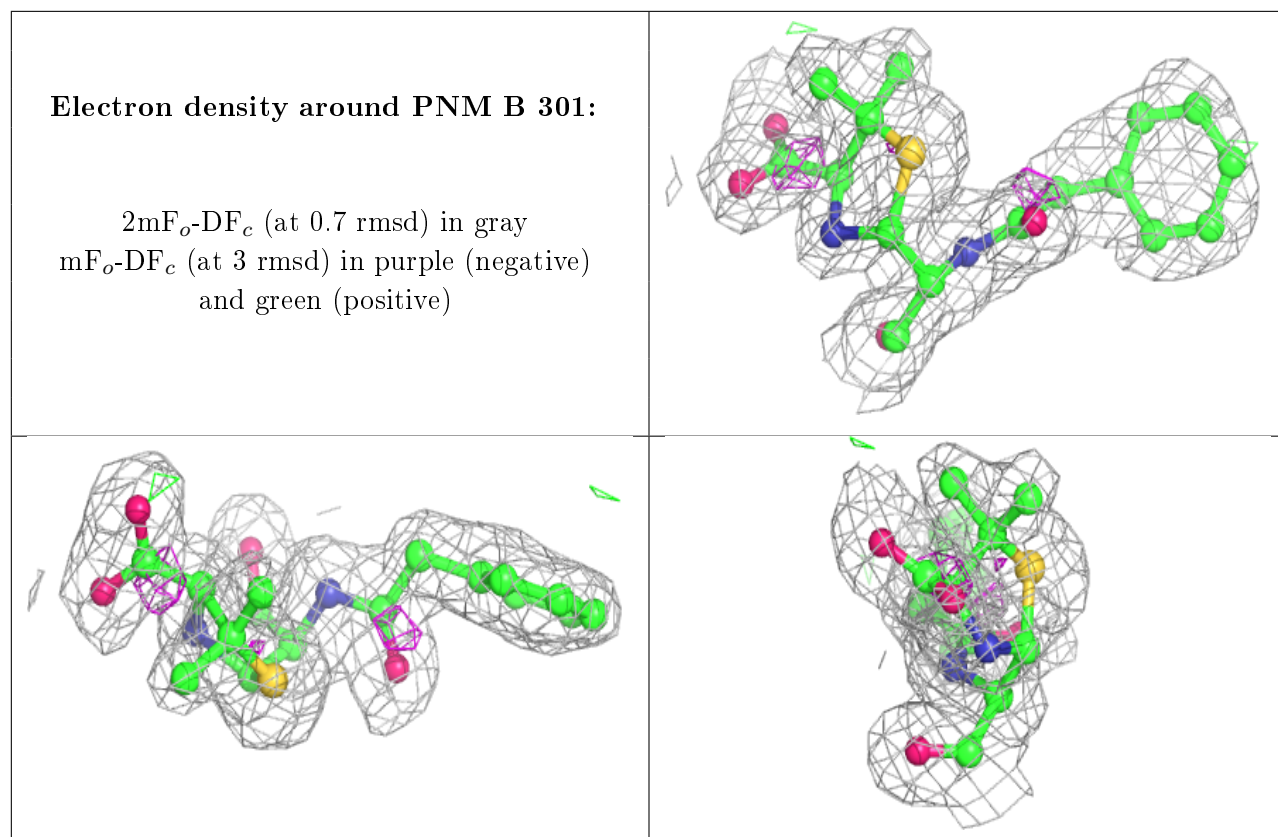 Electron density around PNM B 301:
2mFo-DFc (at 0.7 rmsd) in gray
mFo-DFc (at 3 rmsd) in purple (negative)
and green (positive)